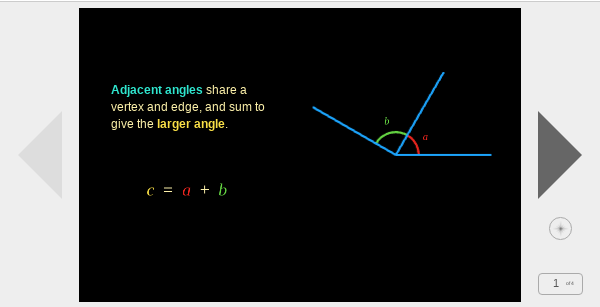 Adjacent angles share a
vertex and edge, and sum to
give the larger angle.
b
a
c = a + b
1 of 6